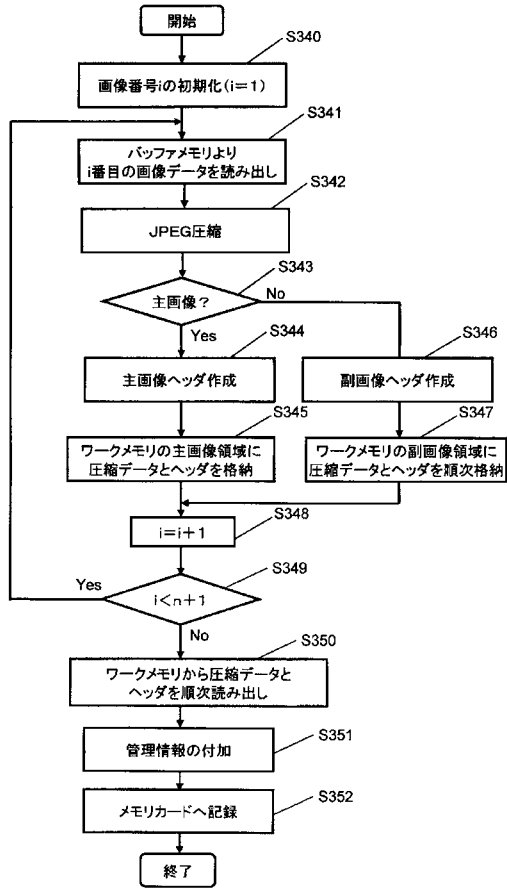 開始
S340
画像番号iの初期化(i=1)
S341
バッファメモリより
i番目の画像データを読み出し
S342
JPEG圧縮
S343
主画像?
No
Yes
S344
主画像ヘッダ作成
S346
副画像ヘッダ作成
S345
ワークメモリの主画像領域に
圧縮データとヘッダを格納
S347
ワークメモリの副画像領域に
圧縮データとヘッダを順次格納
S348
i=i+1
S349
Yes
i<n+1
No
S350
ワークメモリから圧縮データと
ヘッダを順次読み出し
S351
管理情報の付加
S352
メモリカードへ記録
終了